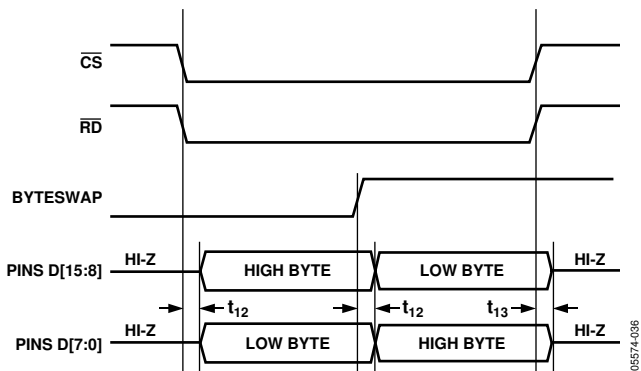 CS
RD
BYTESWAP
PINS D[15:8] HI-Z HIGH BYTE LOW BYTE HI-Z
t12 t12 t13
PINS D[7:0] HI-Z LOW BYTE HIGH BYTE HI-Z
05574-036